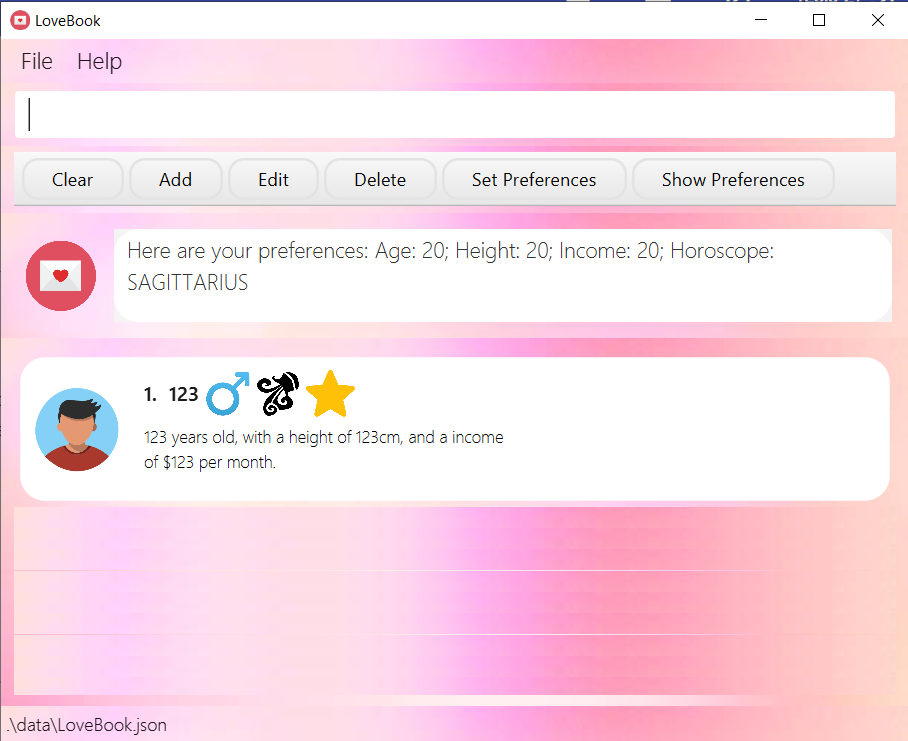 LoveBook
File Help
Clear Add Edit Delete Set Preferences Show Preferences
Here are your preferences: Age: 20; Height: 20; Income: 20; Horoscope:
SAGITTARIUS
1. 123
123 years old, with a height of 123cm, and a income
of $123 per month.
.\data\LoveBook.json